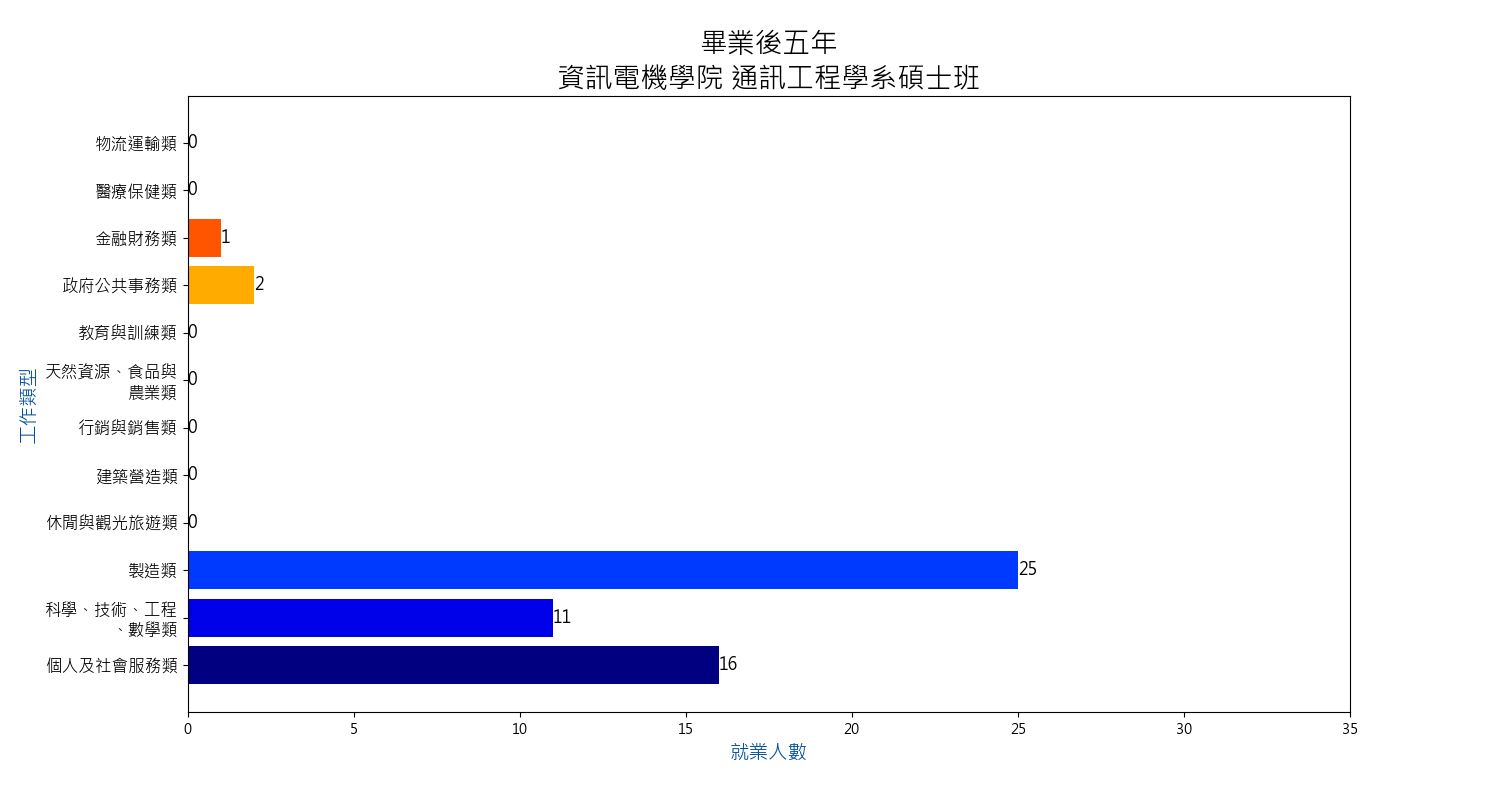 畢業後五年
資訊電機學院 通訊工程學系碩士班
物流運輸類
0
醫療保健類
0
金融財務類
1
政府公共事務類
2
教育與訓練類
0
天然資源、食品與
農業類
0
行銷與銷售類
0
建築營造類
0
休閒與觀光旅遊類
0
製造類
25
科學、技術、工程
、數學類
11
個人及社會服務類
16
工作類型
0 5 10 15 20 25 30 35
就業人數